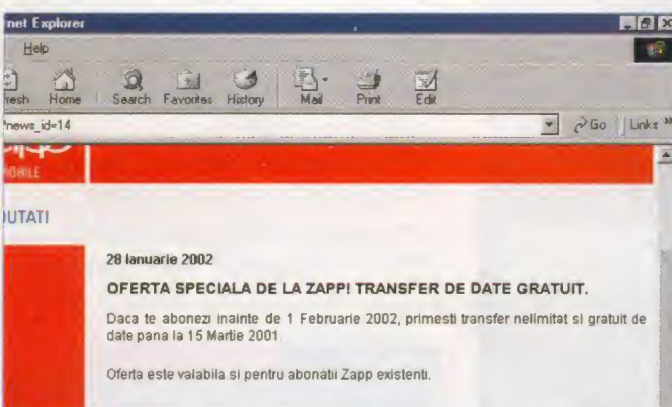 net Explorer
Help
resh Home Search Favorites History Mail Print Edit
?news_id=14 Go Links »
MOBILE
UTATI
28 Ianuarie 2002
OFERTA SPECIALA DE LA ZAPP! TRANSFER DE DATE GRATUIT.
Daca te abonezi inainte de 1 Februarie 2002, primesti transfer nelimitat si gratuit de
date pana la 15 Martie 2001.
Oferta este valabila si pentru abonatii Zapp existenti.